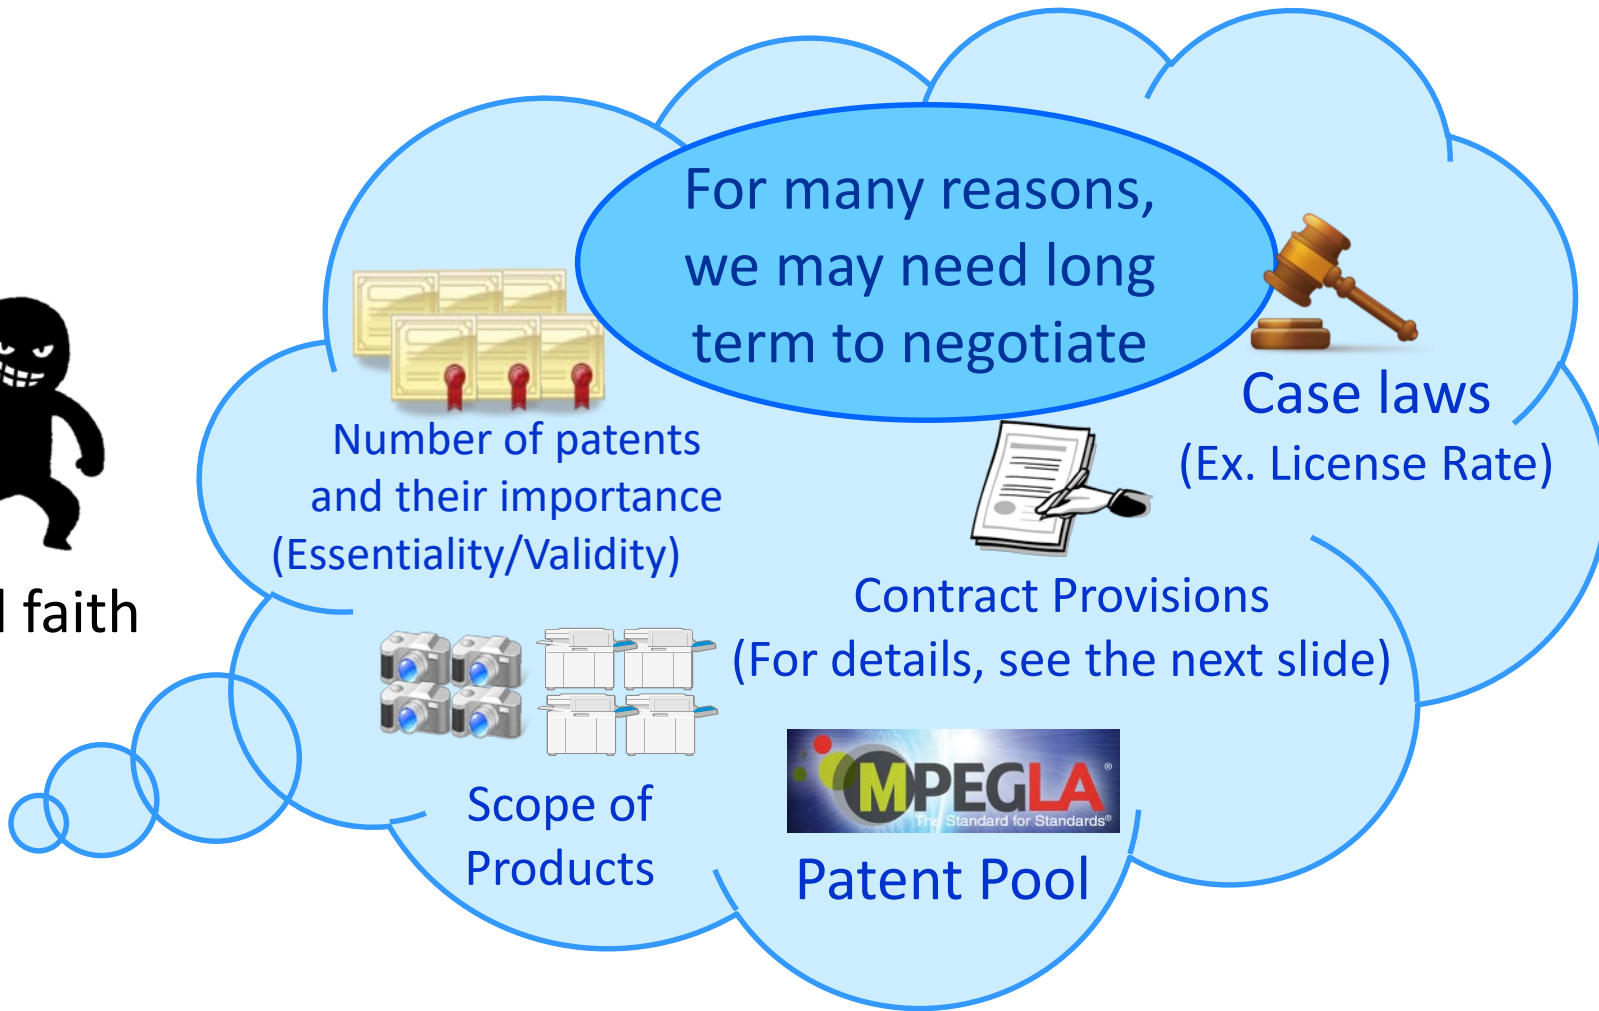 For many reasons,
we may need long
term to negotiate
Number of patents
and their importance
(Essentiality/Validity)
Case laws
(Ex. License Rate)
Contract Provisions
(For details, see the next slide)
faith
Scope of
Products
MPEGLA®
The Standard for Standards®
Patent Pool